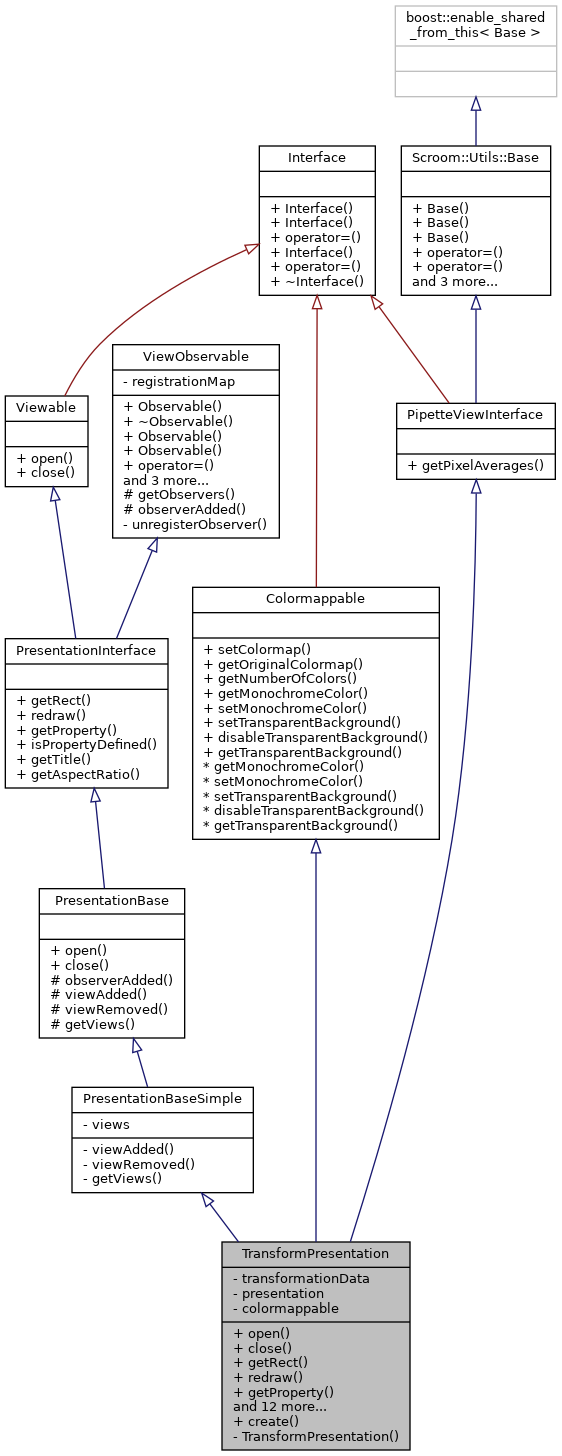 boost::enable_shared
_from_this< Base >
Interface
+ Interface()
+ Interface()
+ operator=()
+ Interface()
+ operator=()
+ ~Interface()
Scroom::Utils::Base
+ Base()
+ Base()
+ Base()
+ operator=()
+ operator=()
and 3 more...
ViewObservable
- registrationMap
+ Observable()
+ ~Observable()
+ Observable()
+ Observable()
+ operator=()
and 3 more...
# getObservers()
# observerAdded()
- unregisterObserver()
Viewable
+ open()
+ close()
PipetteViewInterface
+ getPixelAverages()
Colormappable
+ setColormap()
+ getOriginalColormap()
+ getNumberOfColors()
+ getMonochromeColor()
+ setMonochromeColor()
+ setTransparentBackground()
+ disableTransparentBackground()
+ getTransparentBackground()
* getMonochromeColor()
* setMonochromeColor()
* setTransparentBackground()
* disableTransparentBackground()
* getTransparentBackground()
PresentationInterface
+ getRect()
+ redraw()
+ getProperty()
+ isPropertyDefined()
+ getTitle()
+ getAspectRatio()
PresentationBase
+ open()
+ close()
# observerAdded()
# viewAdded()
# viewRemoved()
# getViews()
PresentationBaseSimple
- views
- viewAdded()
- viewRemoved()
- getViews()
TransformPresentation
- transformationData
- presentation
- colormappable
+ open()
+ close()
+ getRect()
+ redraw()
+ getProperty()
and 12 more...
+ create()
- TransformPresentation()